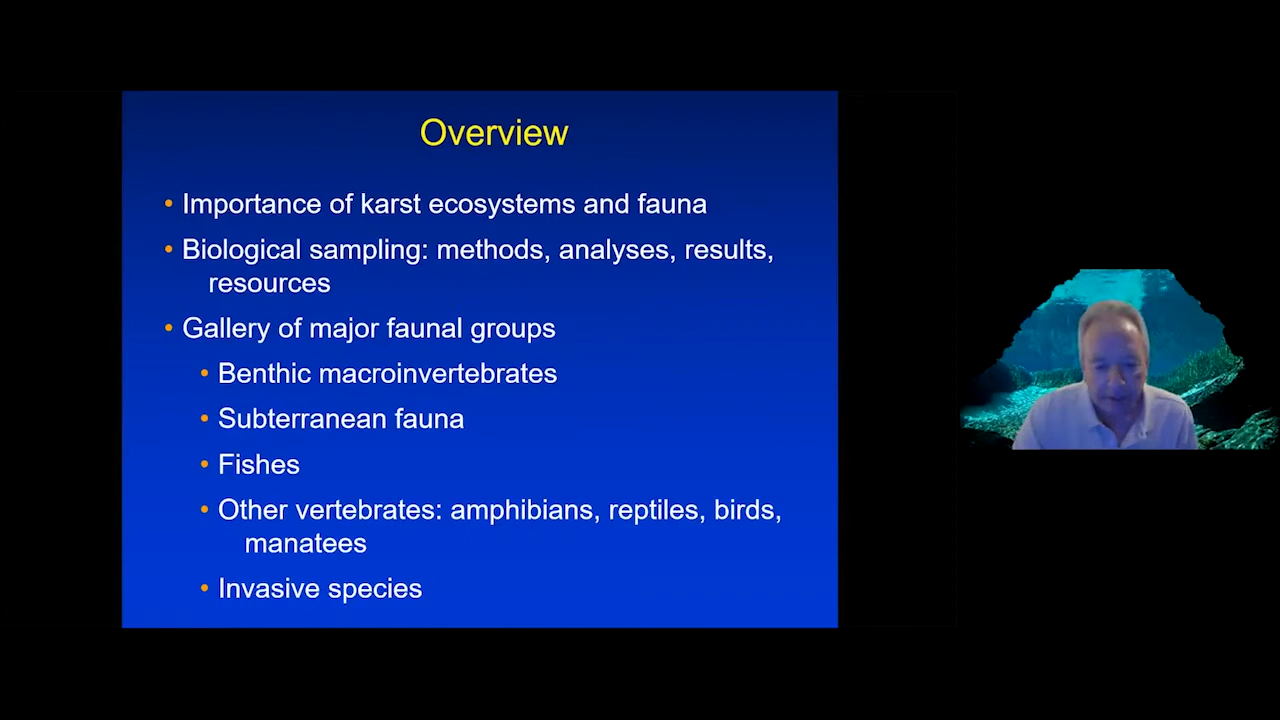 Overview
• Importance of karst ecosystems and fauna
• Biological sampling: methods, analyses, results,
resources
• Gallery of major faunal groups
• Benthic macroinvertebrates
• Subterranean fauna
• Fishes
• Other vertebrates: amphibians, reptiles, birds,
manatees
• Invasive species